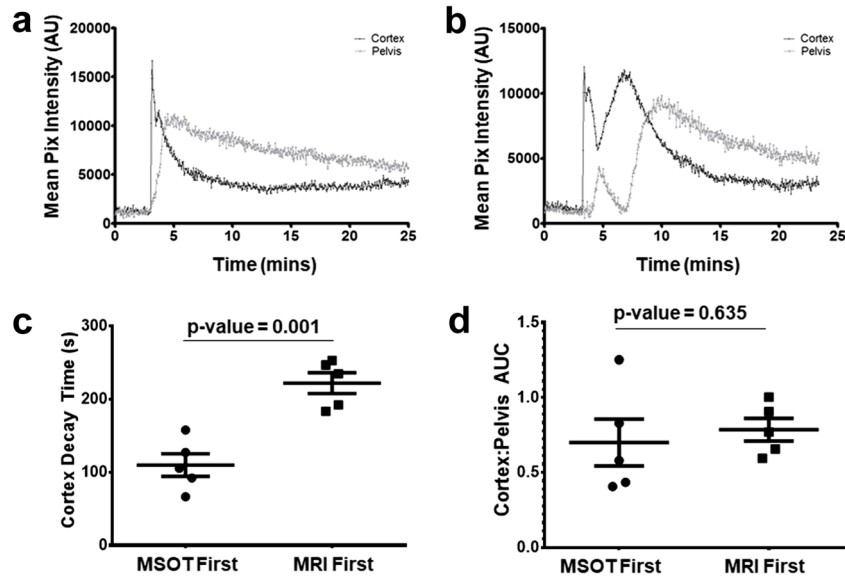 a
Mean Pix Intensity (AU)
20000
15000
10000
5000
0
0 5 10 15 20 25
Time (mins)
Cortex
Pelvis
b
Mean Pix Intensity (AU)
15000
10000
5000
0
0 5 10 15 20 25
Time (mins)
Cortex
Pelvis
c
Cortex Decay Time (s)
300
200
100
0
p-value = 0.001
MSOT First MRI First
d
Cortex:Pelvis AUC
1.5
1.0
0.5
0.0
p-value = 0.635
MSOT First MRI First